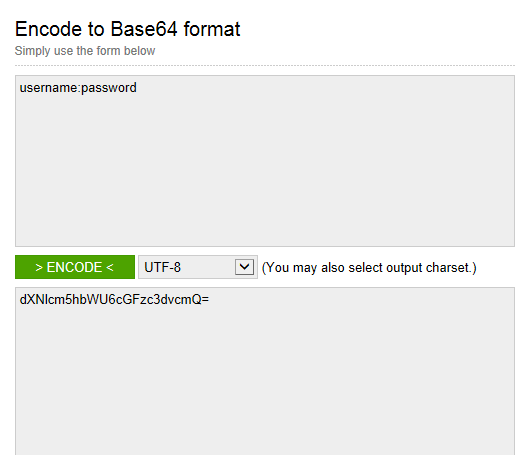 Encode to Base64 format
Simply use the form below
username:password
> ENCODE <
UTF-8
(You may also select output charset.)
dXNlcm5hbWU6cGFzc3dvcmQ=